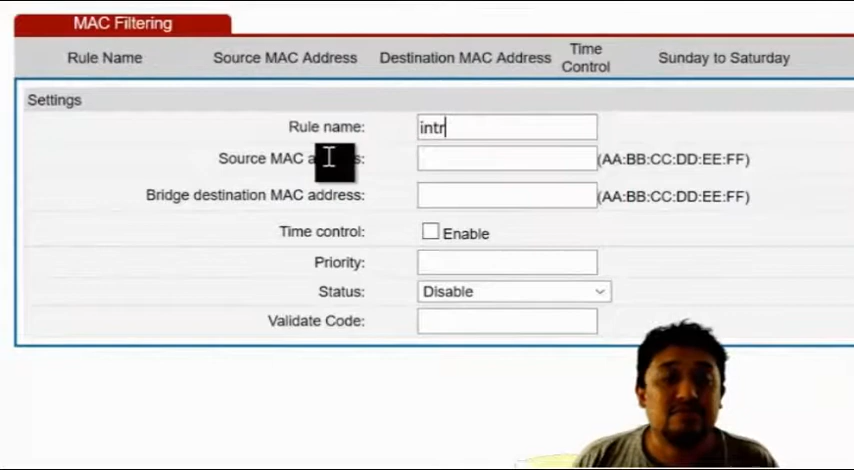 MAC Filtering
Rule Name Source MAC Address Destination MAC Address Time Control Sunday to Saturday
Settings
Rule name: intr
Source MAC a s: (AA:BB:CC:DD:EE:FF)
Bridge destination MAC address: (AA:BB:CC:DD:EE:FF)
Time control: Enable
Priority:
Status: Disable
Validate Code: